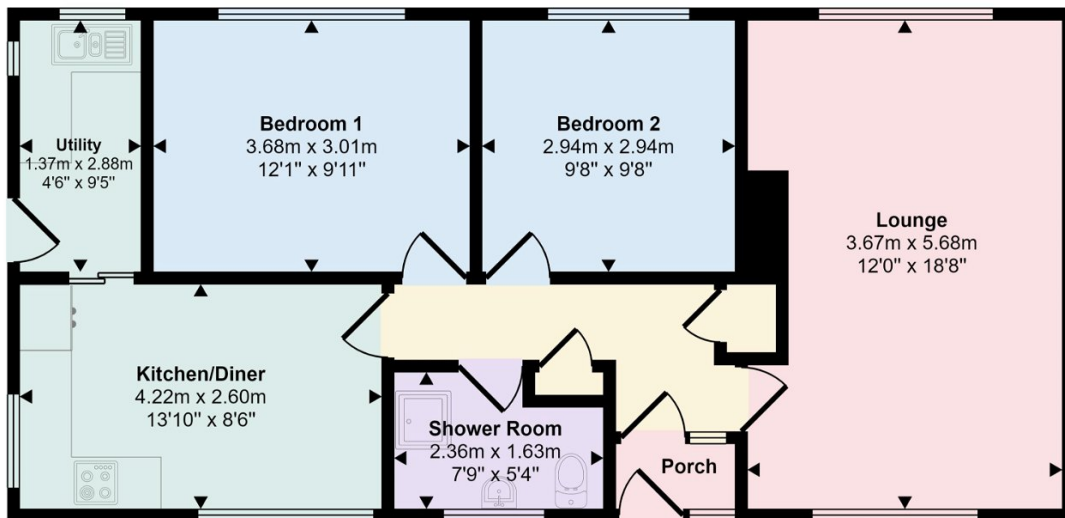 Utility
1.37m x 2.88m
4'6" x 9'5"
Bedroom 1
3.68m x 3.01m
12'1" x 9'11"
Bedroom 2
2.94m x 2.94m
9'8" x 9'8"
Lounge
3.67m x 5.68m
12'0" x 18'8"
Kitchen/Diner
4.22m x 2.60m
13'10" x 8'6"
Shower Room
2.36m x 1.63m
7'9" x 5'4"
Porch